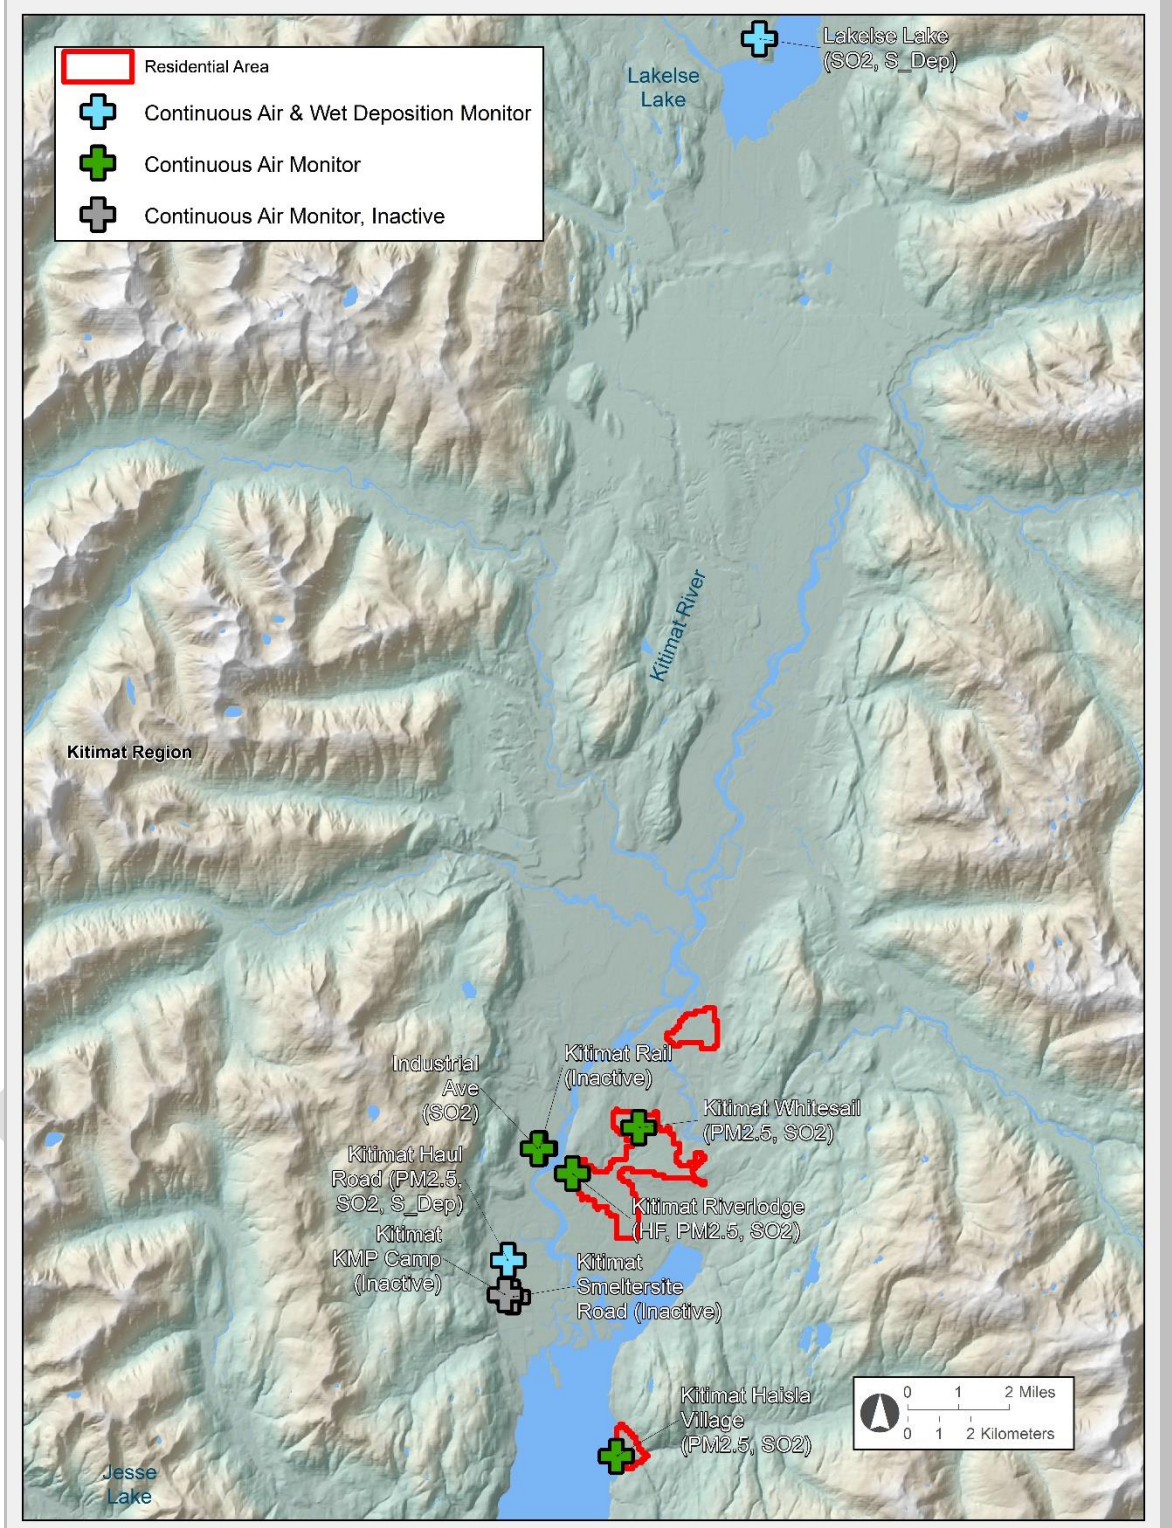 Residential Area
Continuous Air & Wet Deposition Monitor
Continuous Air Monitor
Continuous Air Monitor, Inactive
Lakelse Lake
(SO2, S_Dep)
Lakelse
Lake
Kitimat River
Kitimat Region
Industrial
Ave
(SO2)
Kitimat Rail
(Inactive)
Kitimat Whitesail
(PM2.5, SO2)
Kitimat Haul
Road (PM2.5,
SO2, S_Dep)
Kitimat Riverlodge
(HF, PM2.5, SO2)
Kitimat
KMP Camp
(Inactive)
Kitimat
Smeltersite
Road (Inactive)
Kitimat Haisla
Village
(PM2.5, SO2)
0 1 2 Miles
0 1 2 Kilometers
Jesse
Lake